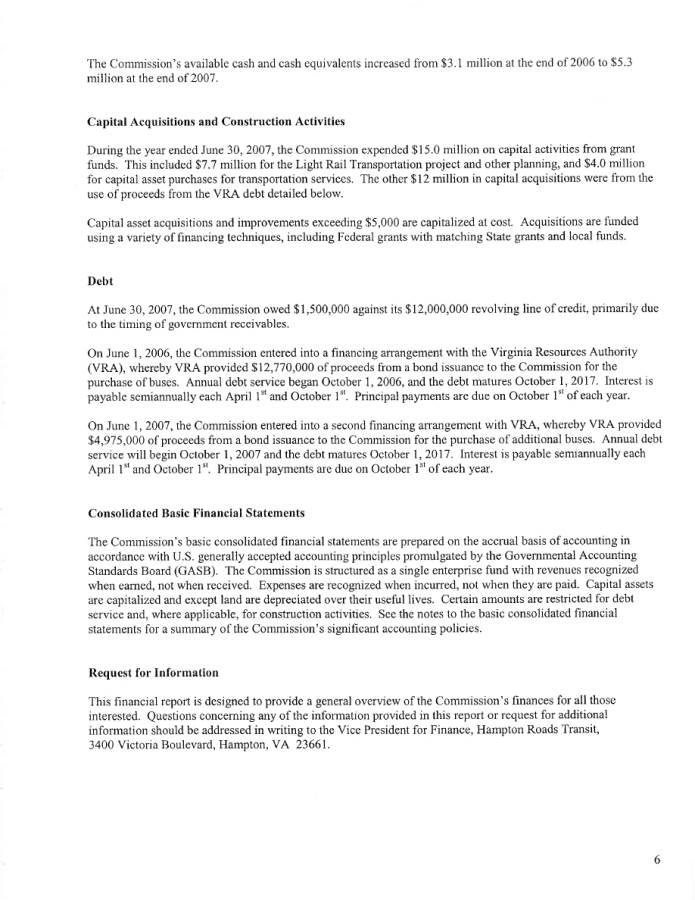 The Commission's available cash and cash equivalents increased from $3.1 million at the end of 2006 to $5.3
million at the end of 2007.
Capital Acquisitions and Construction Activities
During the year ended June 30, 2007, the Commission expended $15.0 million on capital activities from grant
funds. This included $7.7 million for the Light Rail Transportation project and other planning, and $4.0 million
for capital asset purchases for transportation services. The other $12 million in capital acquisitions were from the
use of proceeds from the VRA debt detailed below.
Capital asset acquisitions and improvements exceeding $5,000 are capitalized at cost. Acquisitions are funded
using a variety of financing techniques, including Federal grants with matching State grants and local funds.
Debt
At June 30, 2007, the Commission owed $1,500,000 against its $12,000,000 revolving line of credit, primarily due
to the timing of government receivables.
On June 1, 2006, the Commission entered into a financing arrangement with the Virginia Resources Authority
(VRA), whereby VRA provided $12,770,000 of proceeds from a bond issuance to the Commission for the
purchase of buses. Annual debt service began October 1, 2006, and the debt matures October 1, 2017. Interest is
payable semiannually each April 1st and October 1st. Principal payments are due on October 1st of each year.
On June 1, 2007, the Commission entered into a second financing arrangement with VRA, whereby VRA provided
$4,975,000 of proceeds from a bond issuance to the Commission for the purchase of additional buses. Annual debt
service will begin October 1, 2007 and the debt matures October 1, 2017. Interest is payable semiannually each
April 1st and October 1st. Principal payments are due on October 1st of each year.
Consolidated Basic Financial Statements
The Commission's basic consolidated financial statements are prepared on the accrual basis of accounting in
accordance with U.S. generally accepted accounting principles promulgated by the Governmental Accounting
Standards Board (GASB). The Commission is structured as a single enterprise fund with revenues recognized
when earned, not when received. Expenses are recognized when incurred, not when they are paid. Capital assets
are capitalized and except land are depreciated over their useful lives. Certain amounts are restricted for debt
service and, where applicable, for construction activities. See the notes to the basic consolidated financial
statements for a summary of the Commission's significant accounting policies.
Request for Information
This financial report is designed to provide a general overview of the Commission's finances for all those
interested. Questions concerning any of the information provided in this report or request for additional
information should be addressed in writing to the Vice President for Finance, Hampton Roads Transit,
3400 Victoria Boulevard, Hampton, VA 23661.
6